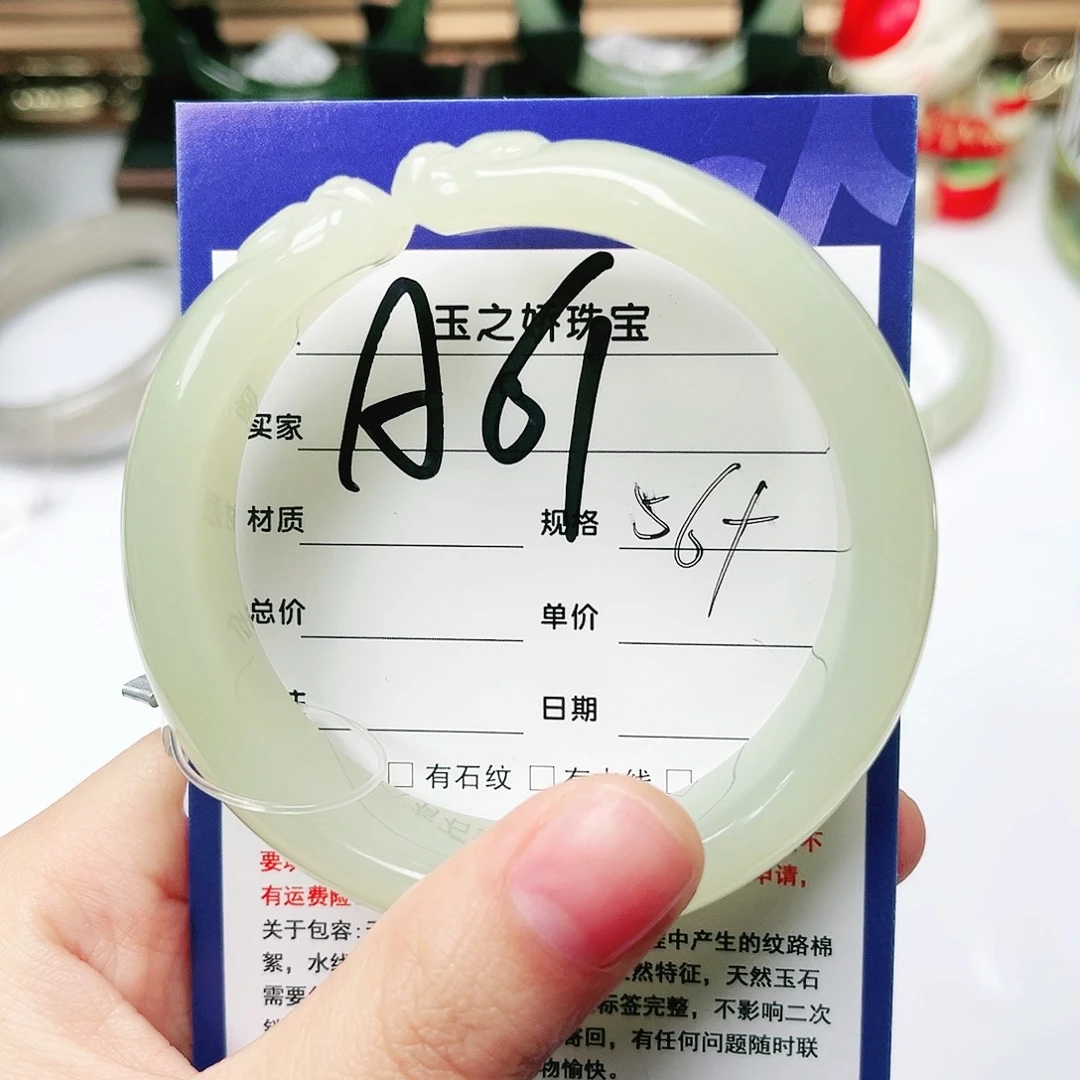 A61
玉之娇珠宝
买家
材质 规格 56+
总价 单价
日期
□ 有石纹 □ □
要
有运费险 申请，
关于包容: 中产生的纹路棉
絮，水线 然特征，天然玉石
需要 标签完整，不影响二次
寄回，有任何问题随时联
物愉快。